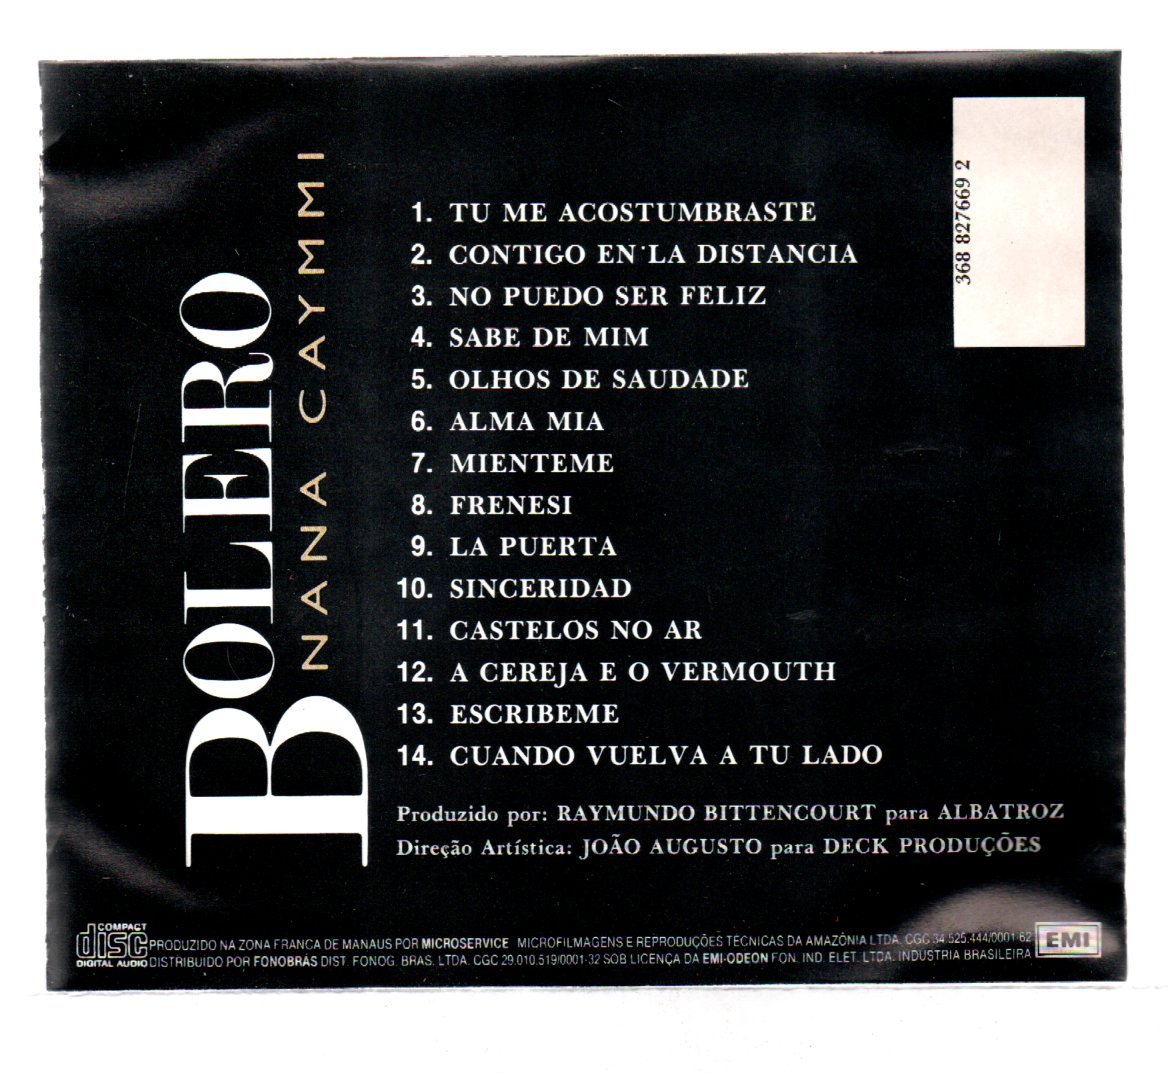 BOLERO
NANA CAYMMI
368 827669 2
1. TU ME ACOSTUMBRASTE
2. CONTIGO EN LA DISTANCIA
3. NO PUEDO SER FELIZ
4. SABE DE MIM
5. OLHOS DE SAUDADE
6. ALMA MIA
7. MIENTEME
8. FRENESI
9. LA PUERTA
10. SINCERIDAD
11. CASTELOS NO AR
12. A CEREJA E O VERMOUTH
13. ESCRIBEME
14. CUANDO VUELVA A TU LADO
Produzido por: RAYMUNDO BITTENCOURT para ALBATROZ
Direção Artística: JOÃO AUGUSTO para DECK PRODUÇÕES
COMPACT
disc
DIGITAL AUDIO
PRODUZIDO NA ZONA FRANCA DE MANAUS POR MICROSERVICE MICROFILMAGENS E REPRODUÇÕES TÉCNICAS DA AMAZÔNIA LTDA. CGC 34.525.444/0001-62
DISTRIBUIDO POR FONOBRÁS DIST. FONOG. BRAS. LTDA. CGC 29.010.519/0001-32 SOB LICENÇA DA EMI-ODEON FON. IND. ELET. LTDA. INDUSTRIA BRASILEIRA
EMI